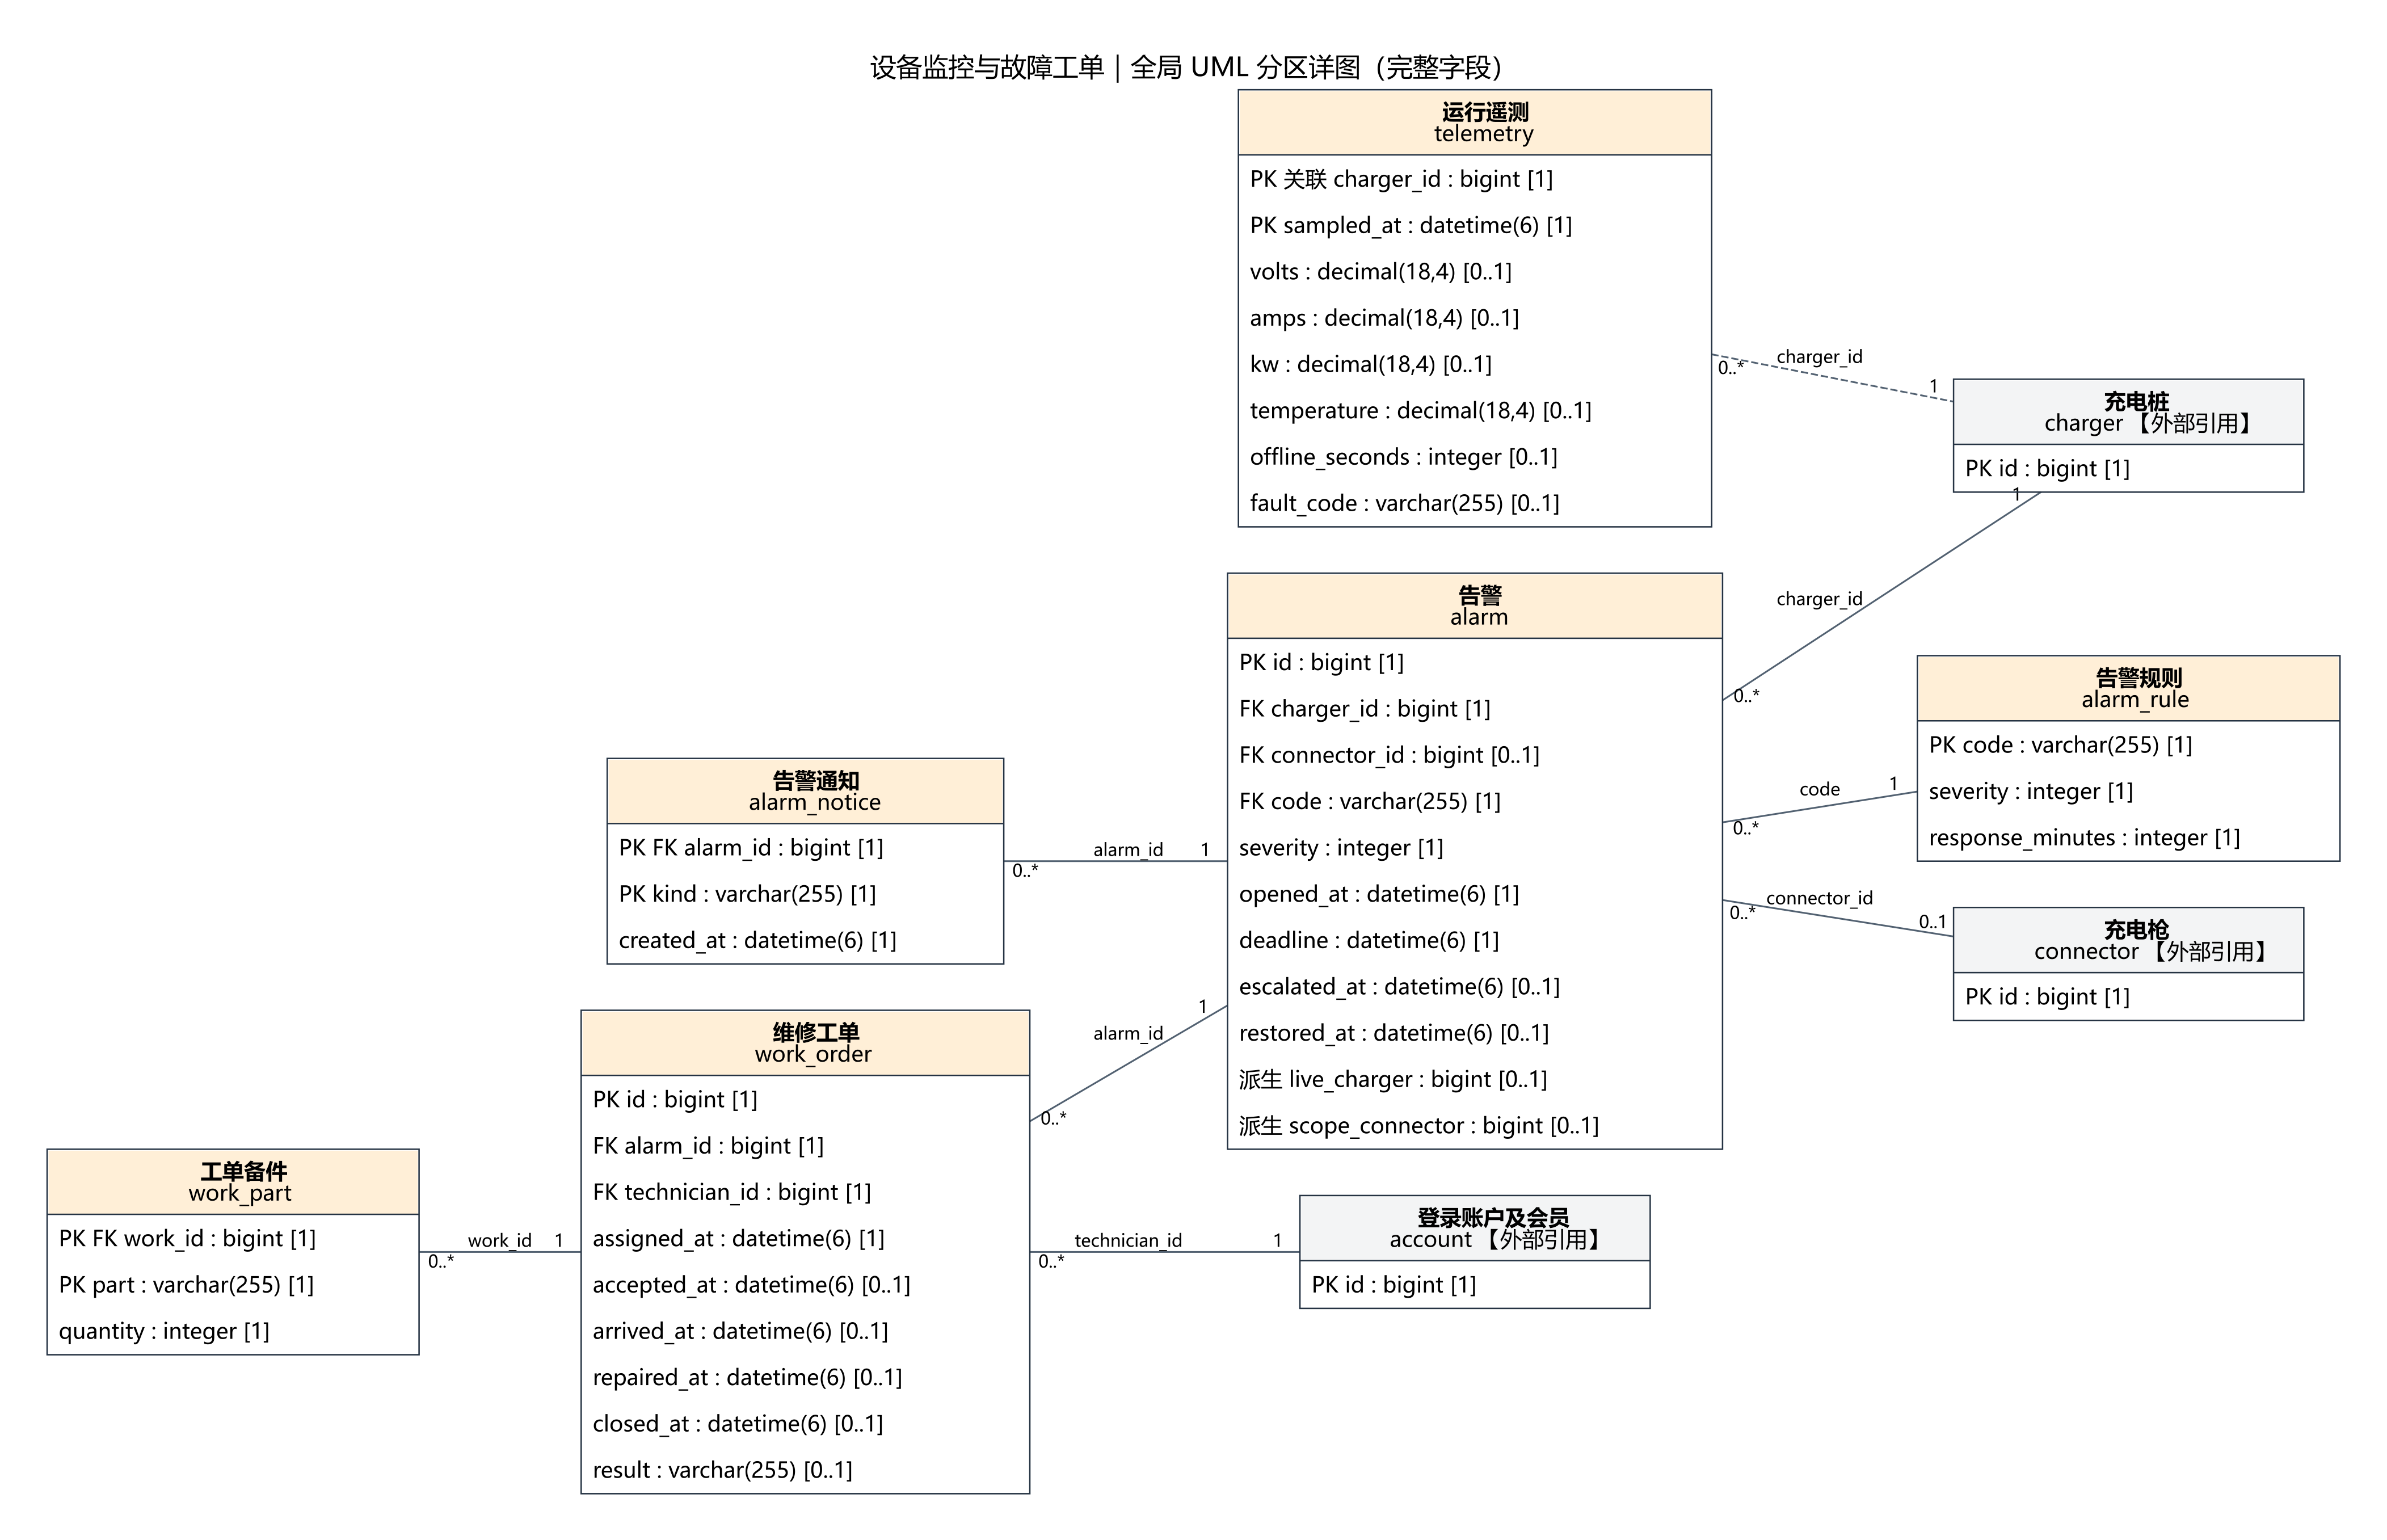 设备监控与故障工单 | 全局 UML 分区详图（完整字段）
运行遥测
telemetry
PK 关联 charger_id : bigint [1]
PK sampled_at : datetime(6) [1]
volts : decimal(18,4) [0..1]
amps : decimal(18,4) [0..1]
kw : decimal(18,4) [0..1]
temperature : decimal(18,4) [0..1]
offline_seconds : integer [0..1]
fault_code : varchar(255) [0..1]
charger_id
0..*
1
充电桩
charger 【外部引用】
PK id : bigint [1]
1
charger_id
0..*
告警
alarm
PK id : bigint [1]
FK charger_id : bigint [1]
FK connector_id : bigint [0..1]
FK code : varchar(255) [1]
severity : integer [1]
opened_at : datetime(6) [1]
deadline : datetime(6) [1]
escalated_at : datetime(6) [0..1]
restored_at : datetime(6) [0..1]
派生 live_charger : bigint [0..1]
派生 scope_connector : bigint [0..1]
告警规则
alarm_rule
PK code : varchar(255) [1]
severity : integer [1]
response_minutes : integer [1]
code
1
0..*
connector_id
0..*
0..1
充电枪
connector 【外部引用】
PK id : bigint [1]
告警通知
alarm_notice
PK FK alarm_id : bigint [1]
PK kind : varchar(255) [1]
created_at : datetime(6) [1]
alarm_id
1
0..*
维修工单
work_order
PK id : bigint [1]
FK alarm_id : bigint [1]
FK technician_id : bigint [1]
assigned_at : datetime(6) [1]
accepted_at : datetime(6) [0..1]
arrived_at : datetime(6) [0..1]
repaired_at : datetime(6) [0..1]
closed_at : datetime(6) [0..1]
result : varchar(255) [0..1]
alarm_id
1
0..*
工单备件
work_part
PK FK work_id : bigint [1]
PK part : varchar(255) [1]
quantity : integer [1]
work_id
1
0..*
technician_id
1
0..*
登录账户及会员
account 【外部引用】
PK id : bigint [1]